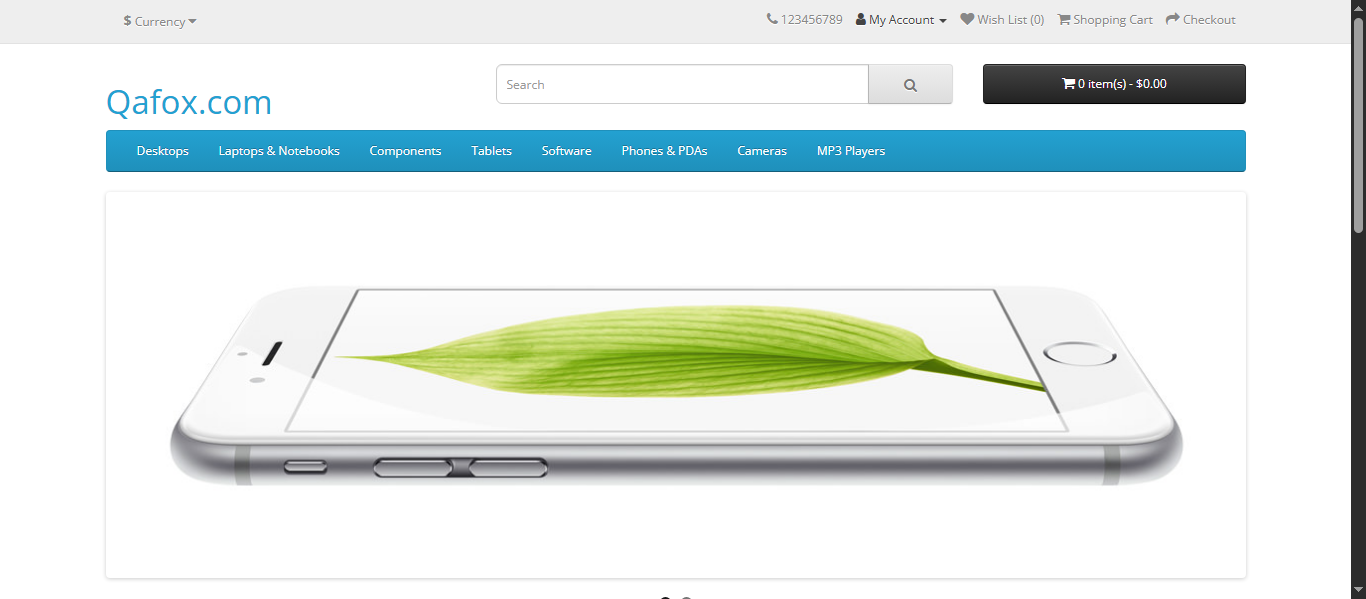 $ Currency
123456789 My Account Wish List (0) Shopping Cart Checkout
Qafox.com
Search
0 item(s) - $0.00
Desktops Laptops & Notebooks Components Tablets Software Phones & PDAs Cameras MP3 Players